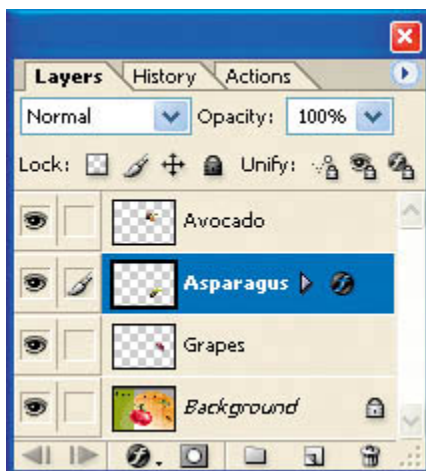 Layers History Actions
Normal Opacity: 100%
Lock: Unify:
Avocado
Asparagus
Grapes
Background